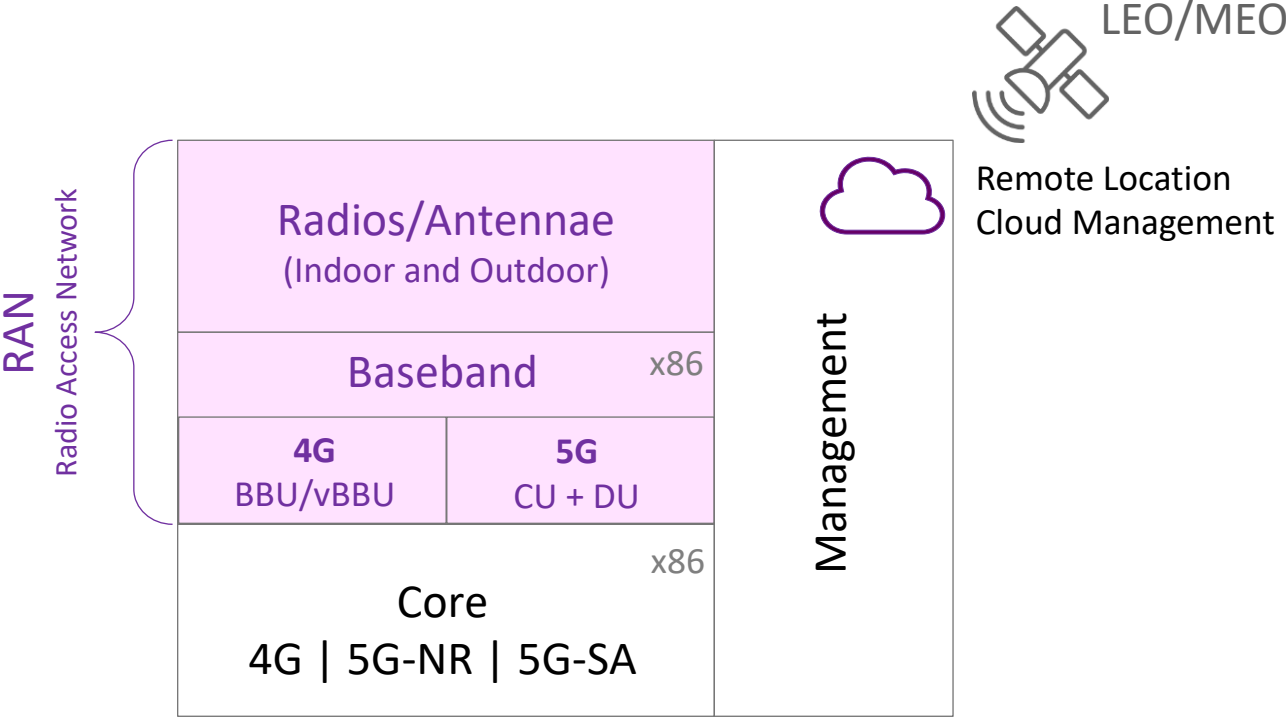 LEO/MEO
Remote Location
Cloud Management
RAN
Radio Access Network
Radios/Antennae
(Indoor and Outdoor)
Baseband
x86
4G
BBU/vBBU
5G
CU + DU
x86
Core
4G | 5G-NR | 5G-SA
Management